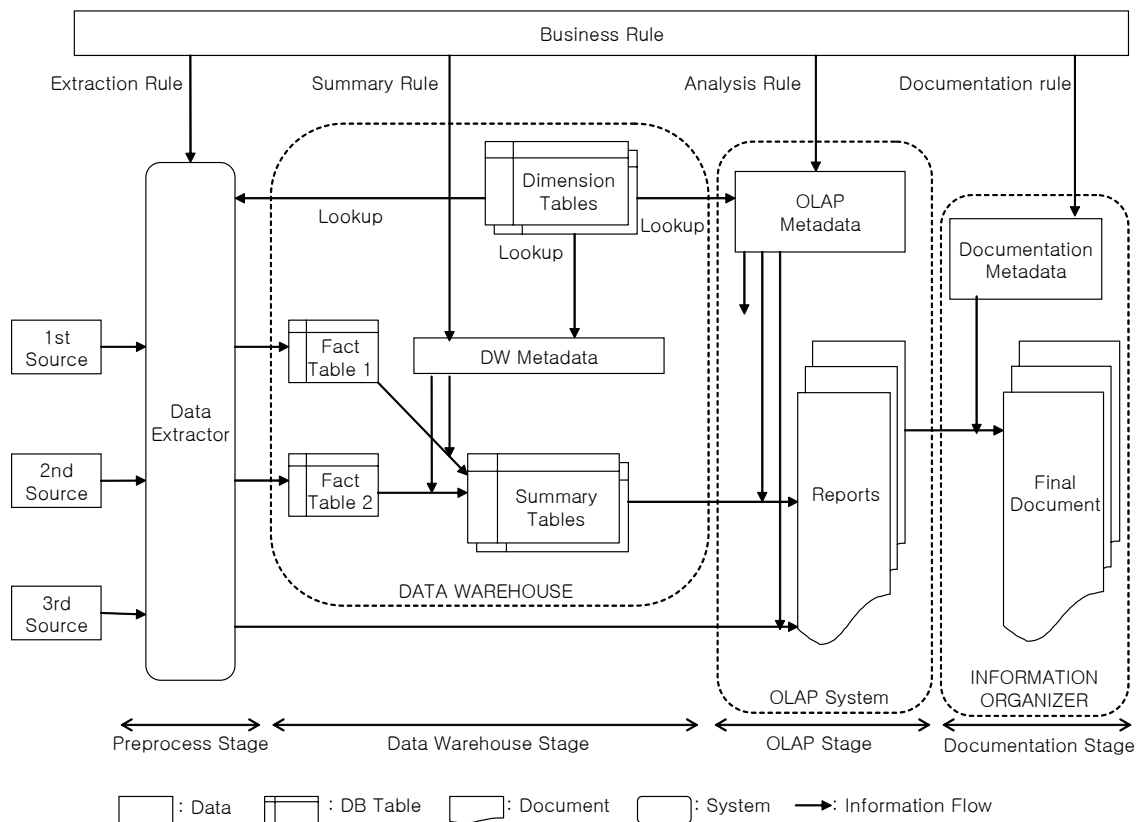 Business Rule
Extraction Rule
Summary Rule
Analysis Rule
Documentation rule
Dimension
Tables
Lookup
Lookup
Lookup
OLAP
Metadata
Documentation
Metadata
1st
Source
Fact
Table 1
DW Metadata
Data
Extractor
2nd
Source
Fact
Table 2
Summary
Tables
Reports
Final
Document
3rd
Source
DATA WAREHOUSE
OLAP System
INFORMATION
ORGANIZER
Preprocess Stage
Data Warehouse Stage
OLAP Stage
Documentation Stage
: Data
: DB Table
: Document
: System
: Information Flow